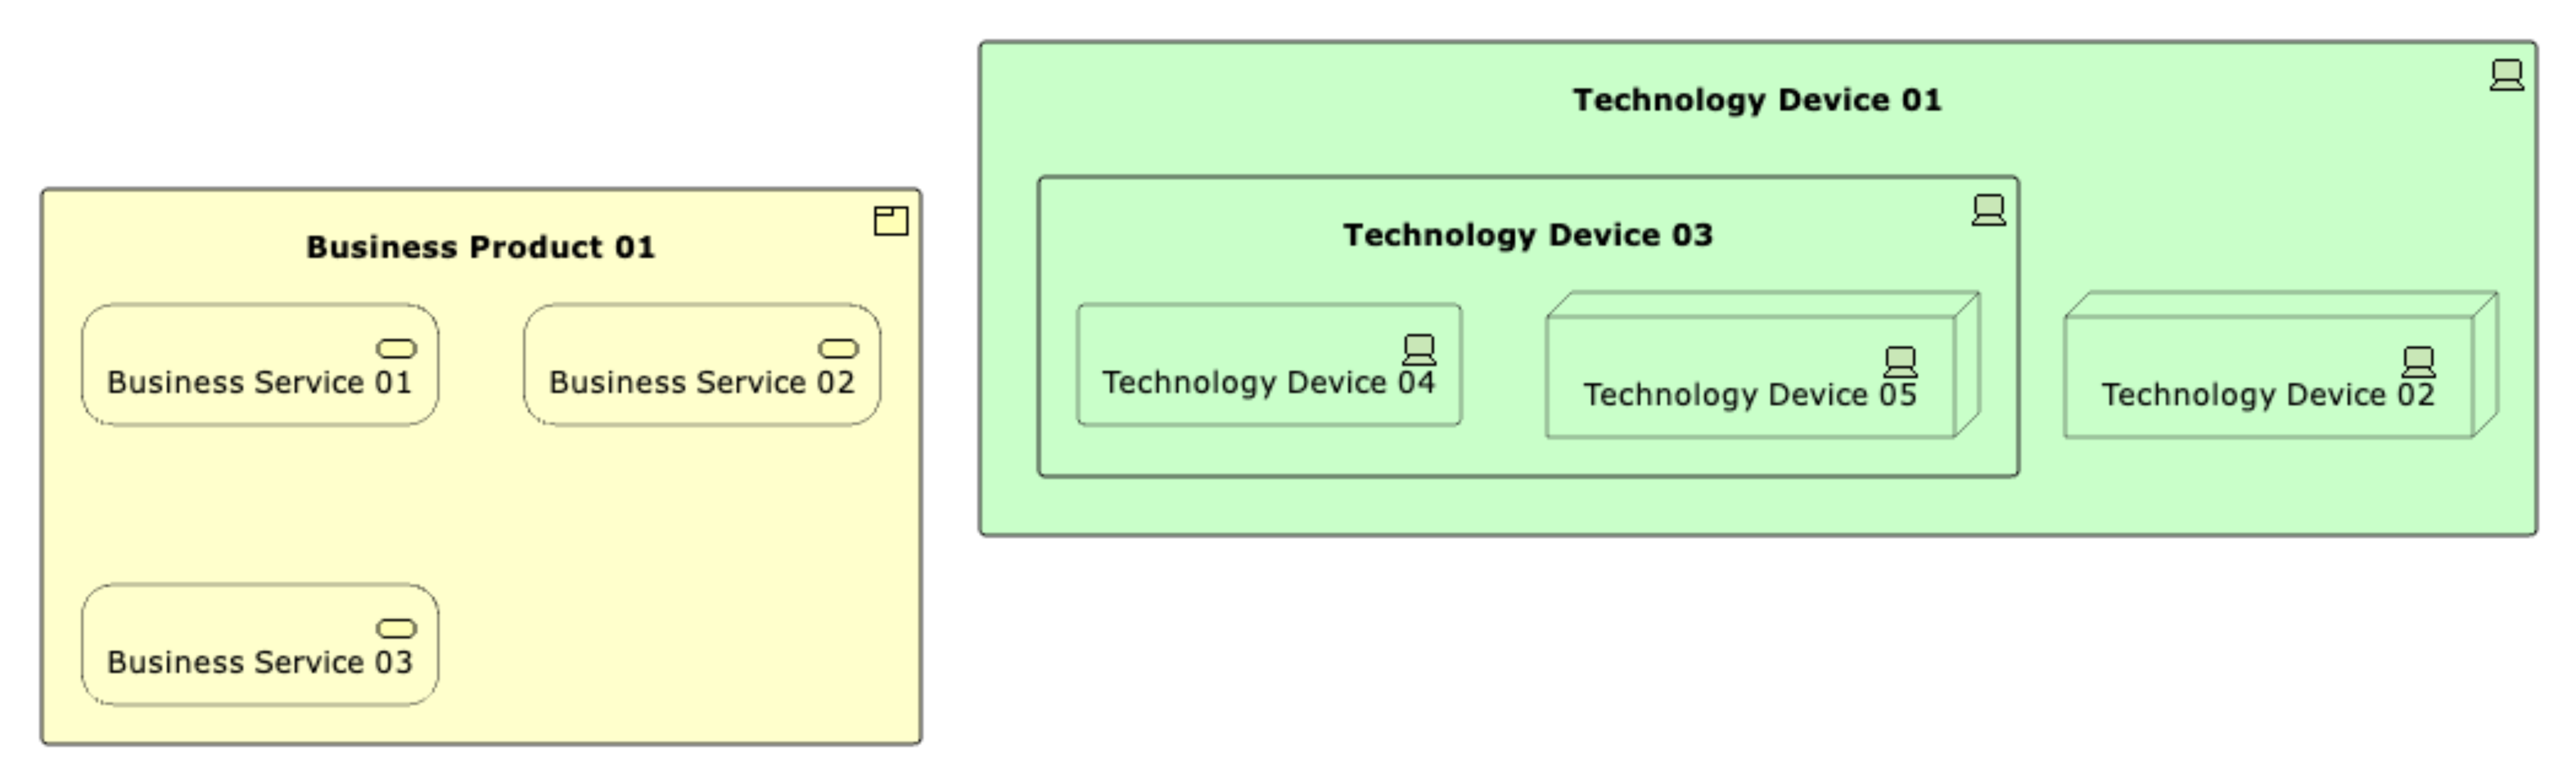 Business Product 01
Business Service 01
Business Service 02
Business Service 03
Technology Device 01
Technology Device 03
Technology Device 04
Technology Device 05
Technology Device 02